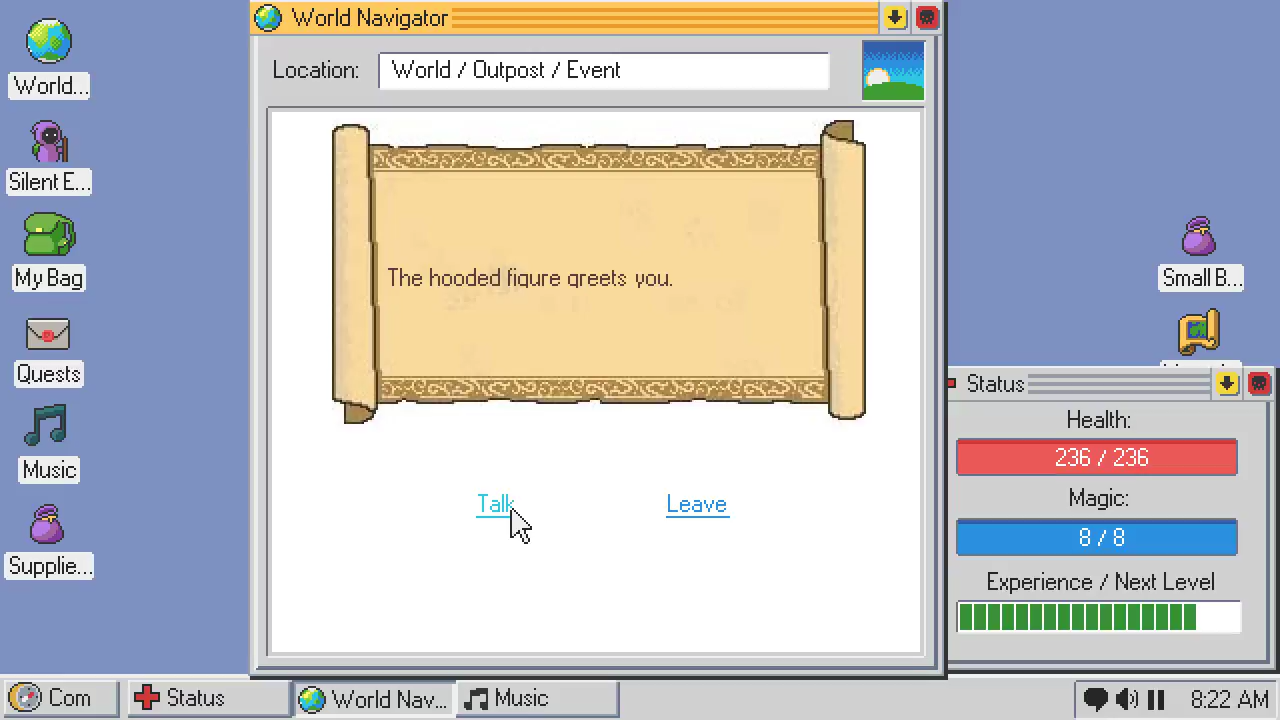 World Navigator
Location:
World / Outpost / Event
World...
Silent E...
My Bag
Quests
Music
Supplie...
The hooded figure greets you.
Talk
Leave
Small B...
Status
Health:
236 / 236
Magic:
8 / 8
Experience / Next Level
Com
Status
World Nav...
Music
8:22 AM